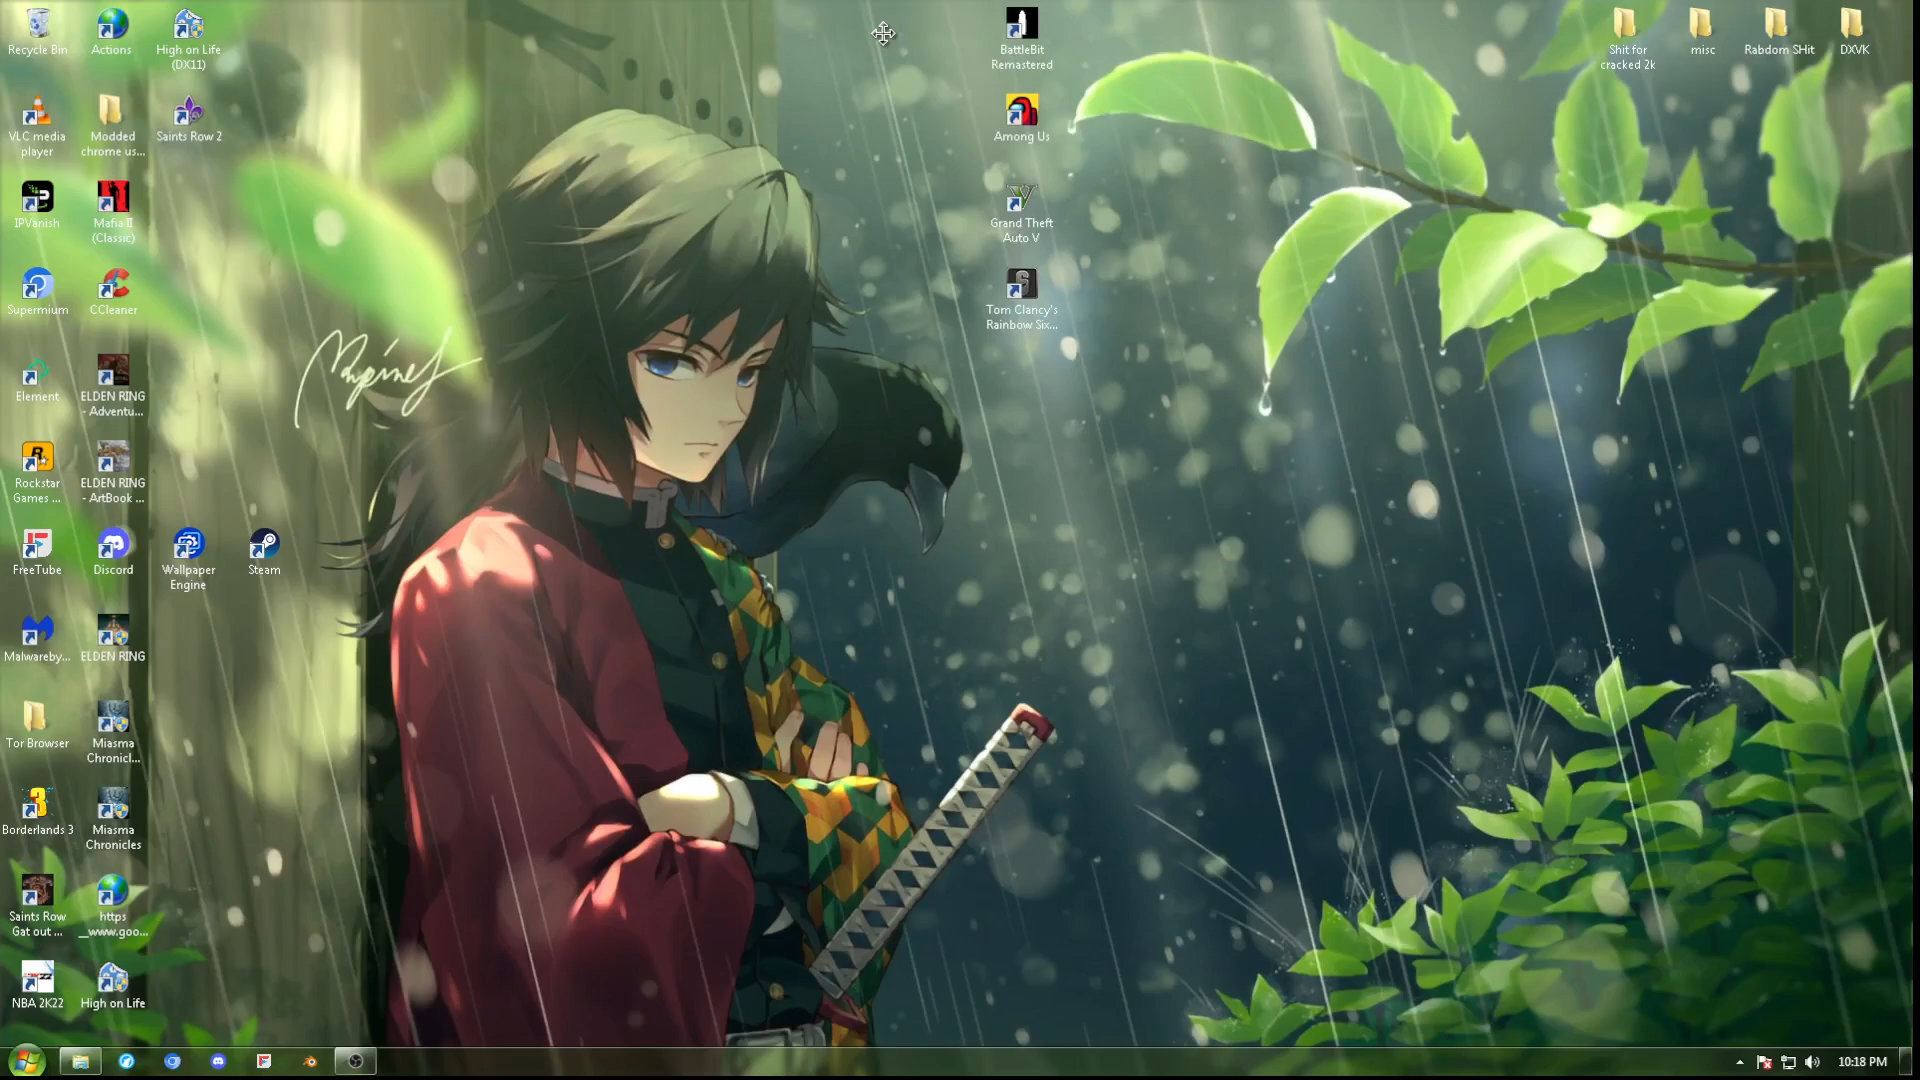 Recycle Bin
Actions
High on Life
(DX11)
BattleBit
Remastered
Shit for
cracked 2k
misc
Rabdom SHit
DXVK
VLC media
player
Modded
chrome us...
Saints Row 2
Among Us
IPVanish
Mafia II
(Classic)
Grand Theft
Auto V
Supermium
CCleaner
Tom Clancy's
Rainbow Six...
Element
ELDEN RING
- Adventu...
Rockstar
Games ...
ELDEN RING
- ArtBook ...
FreeTube
Discord
Wallpaper
Engine
Steam
Malwareby...
ELDEN RING
Tor Browser
Miasma
Chronicl...
Borderlands 3
Miasma
Chronicles
Saints Row
Gat out ...
https
__www.goo...
NBA 2K22
High on Life
10:18 PM